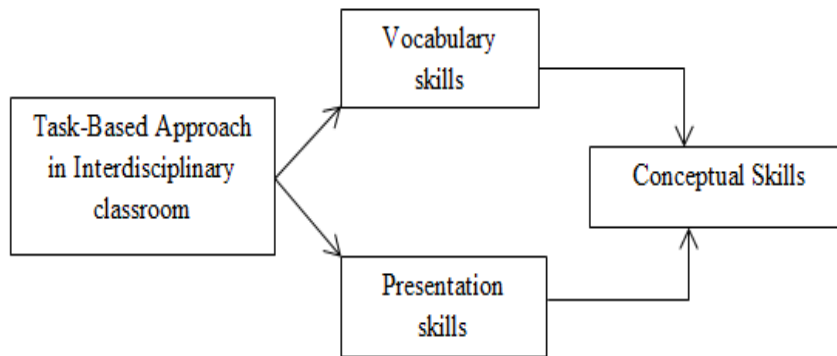 Vocabulary
skills
Task-Based Approach
in Interdisciplinary
classroom
Conceptual Skills
Presentation
skills